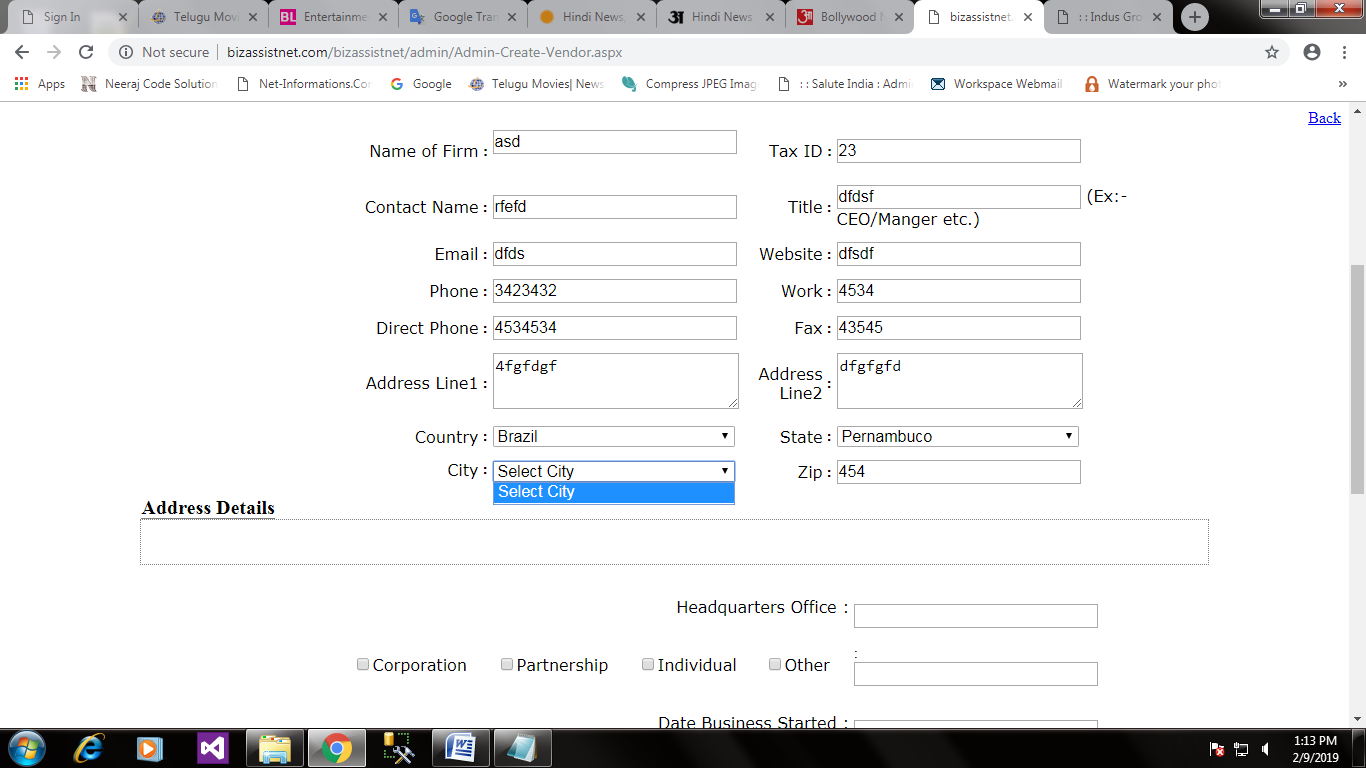 Sign In
Telugu Mov
Entertainme
Google Tran
Hindi News,
Hindi News
Bollywood N
bizassistnet.
: : Indus Gro
Not secure | bizassistnet.com/bizassistnet/admin/Admin-Create-Vendor.aspx
Apps
Neeraj Code Solution
Net-Informations.Co
Google
Telugu Movies| News
Compress JPEG Imag
: : Salute India : Admi
Workspace Webmail
Watermark your pho
»
Back
Name of Firm : asd
Tax ID : 23
Contact Name : rfefd
Title : dfdsf (Ex:-
CEO/Manger etc.)
Email : dfds
Website : dfsdf
Phone : 3423432
Work : 4534
Direct Phone : 4534534
Fax : 43545
Address Line1 : 4fgfdgf
Address
Line2 : dfgfgfd
Country : Brazil
State : Pernambuco
City : Select City
Zip : 454
Select City
Address Details
Headquarters Office :
Corporation
Partnership
Individual
Other
:
Date Business Started :
1:13 PM
2/9/2019